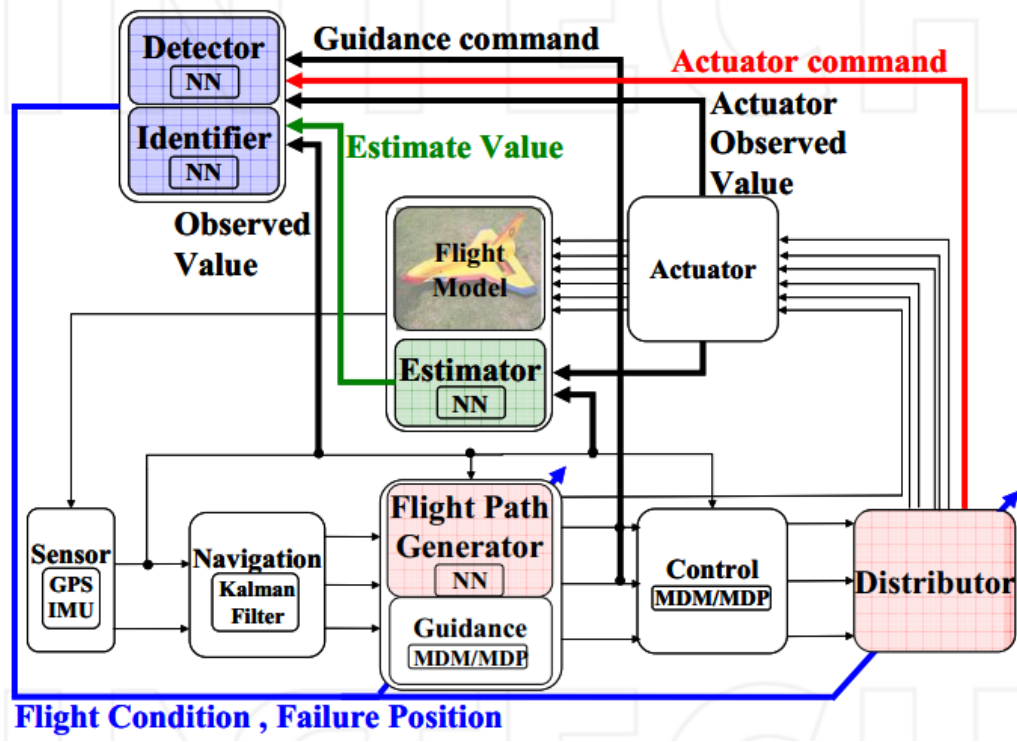 Detector
NN
Identifier
NN
Guidance command
Actuator command
Actuator
Observed
Value
Estimate Value
Observed
Value
Flight
Model
Actuator
Estimator
NN
Sensor
GPS
IMU
Navigation
Kalman
Filter
Flight Path
Generator
NN
Guidance
MDM/MDP
Control
MDM/MDP
Distributor
Flight Condition , Failure Position